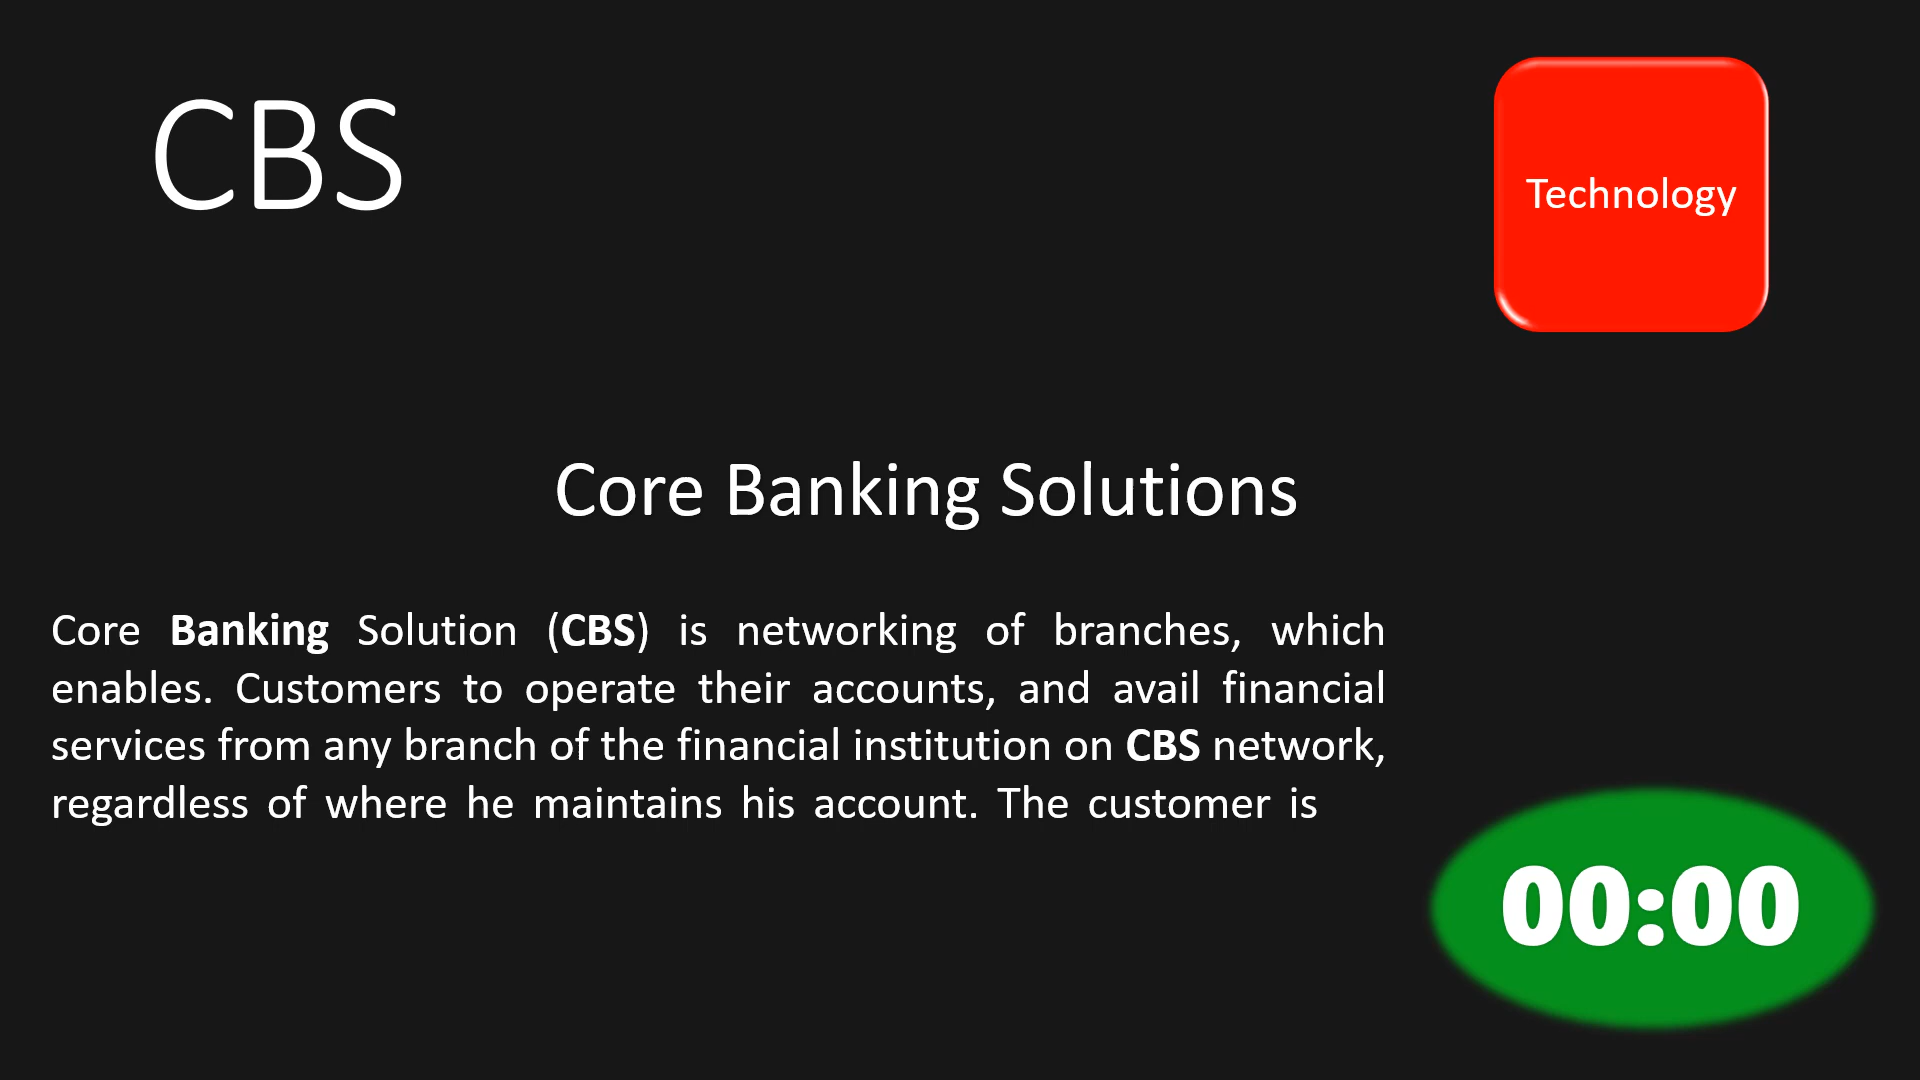 CBS
Technology
Core Banking Solutions
Core Banking Solution (CBS) is networking of branches, which
enables. Customers to operate their accounts, and avail financial
services from any branch of the financial institution on CBS network,
regardless of where he maintains his account. The customer is
00:00